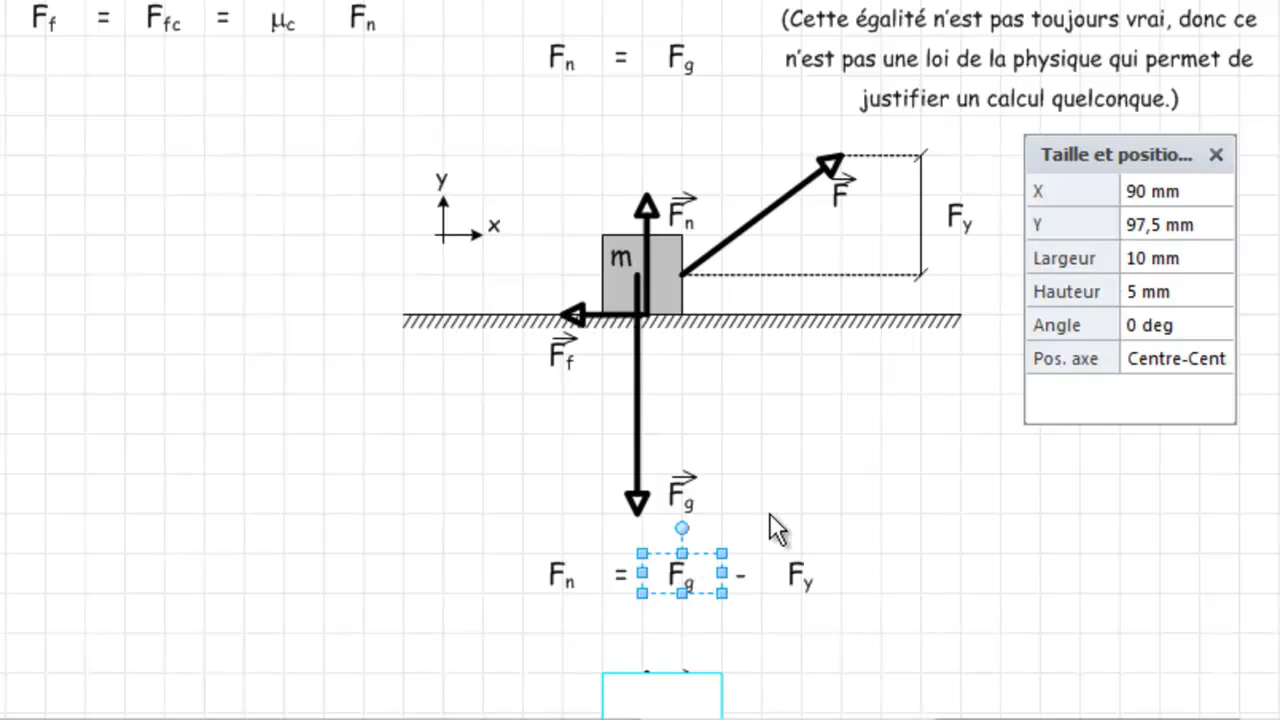 Ff = Ffc = μc Fn
(Cette égalité n'est pas toujours vrai, donc ce
Fn = Fg
n'est pas une loi de la physique qui permet de
justifier un calcul quelconque.)
Taille et positio...
X 90 mm
Y 97,5 mm
Largeur 10 mm
Hauteur 5 mm
Angle 0 deg
Pos. axe Centre-Cent
y
x
Fn
F
Fy
m
Ff
Fg
Fn = Fg - Fy